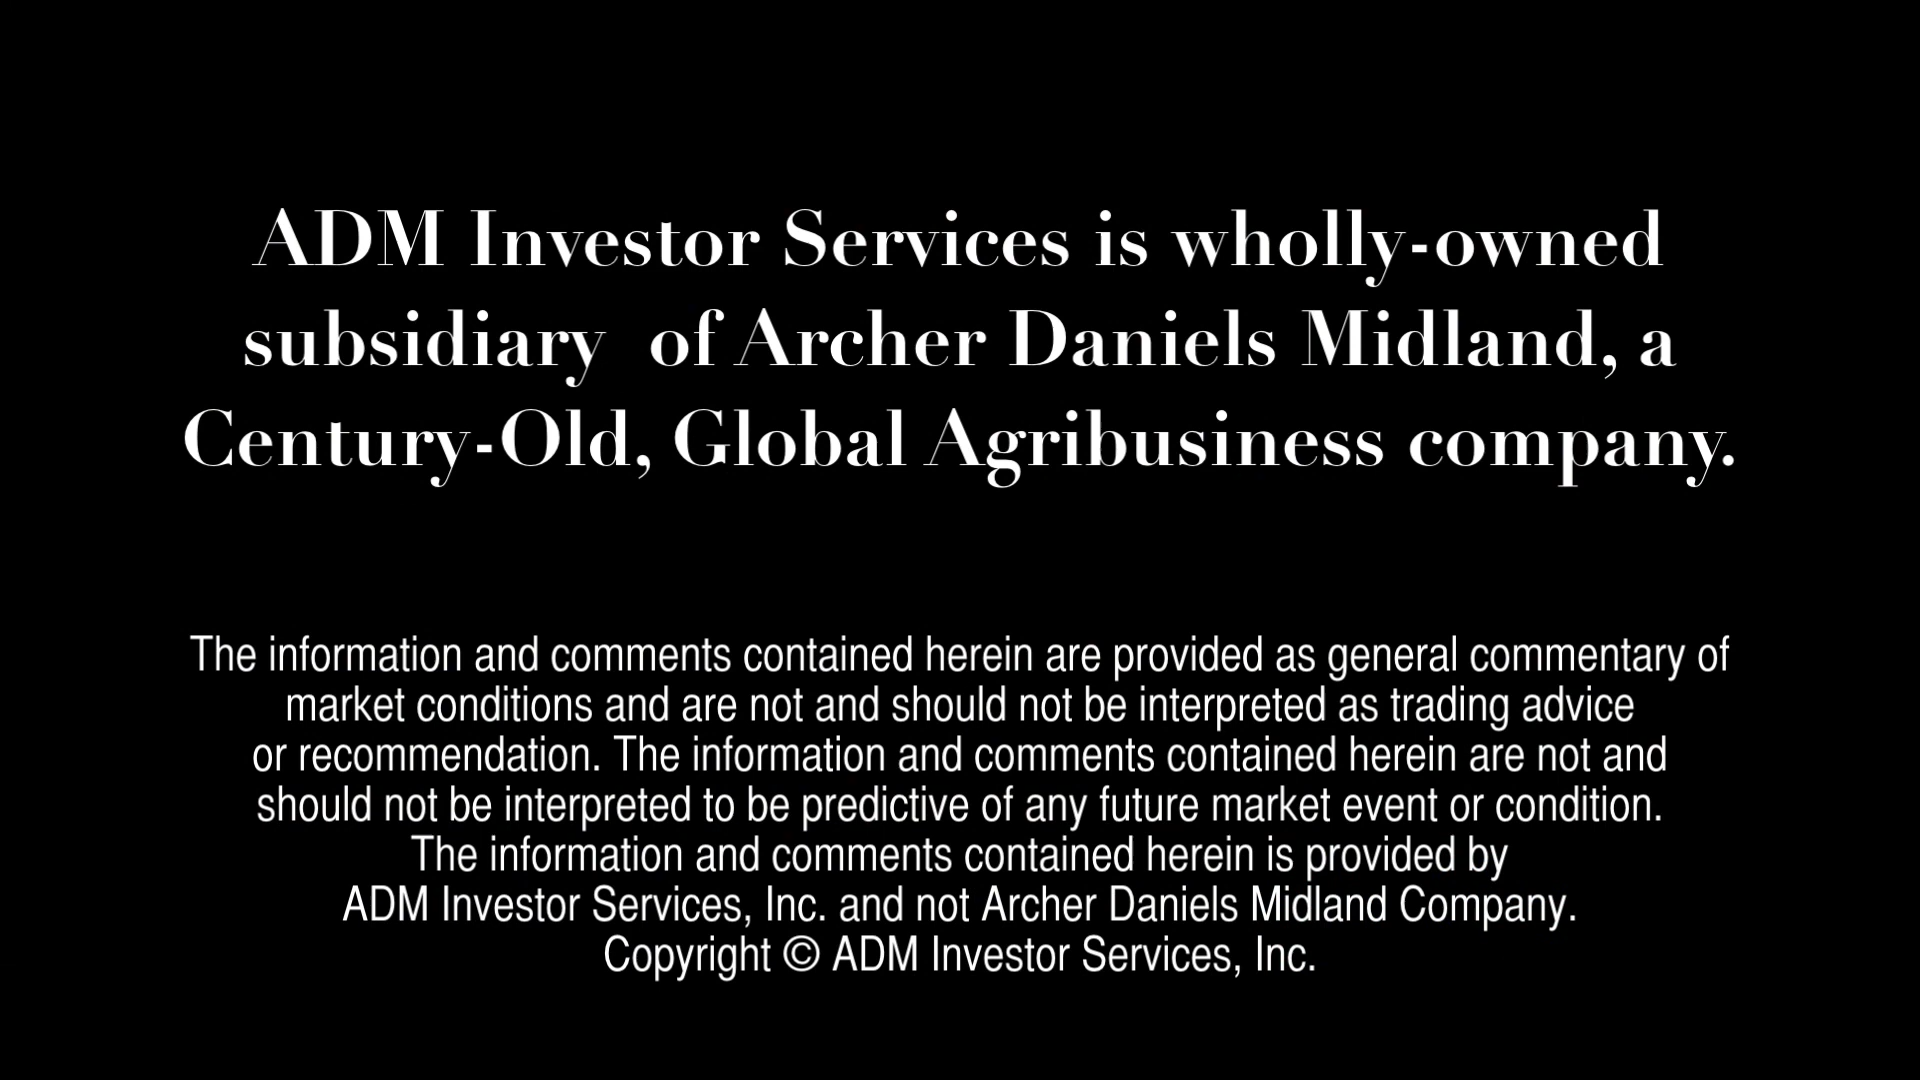 ADM Investor Services is wholly-owned
subsidiary  of Archer Daniels Midland, a
Century-Old, Global Agribusiness company.
The information and comments contained herein are provided as general commentary of
market conditions and are not and should not be interpreted as trading advice
or recommendation. The information and comments contained herein are not and
should not be interpreted to be predictive of any future market event or condition.
The information and comments contained herein is provided by
ADM Investor Services, Inc. and not Archer Daniels Midland Company.
Copyright © ADM Investor Services, Inc.